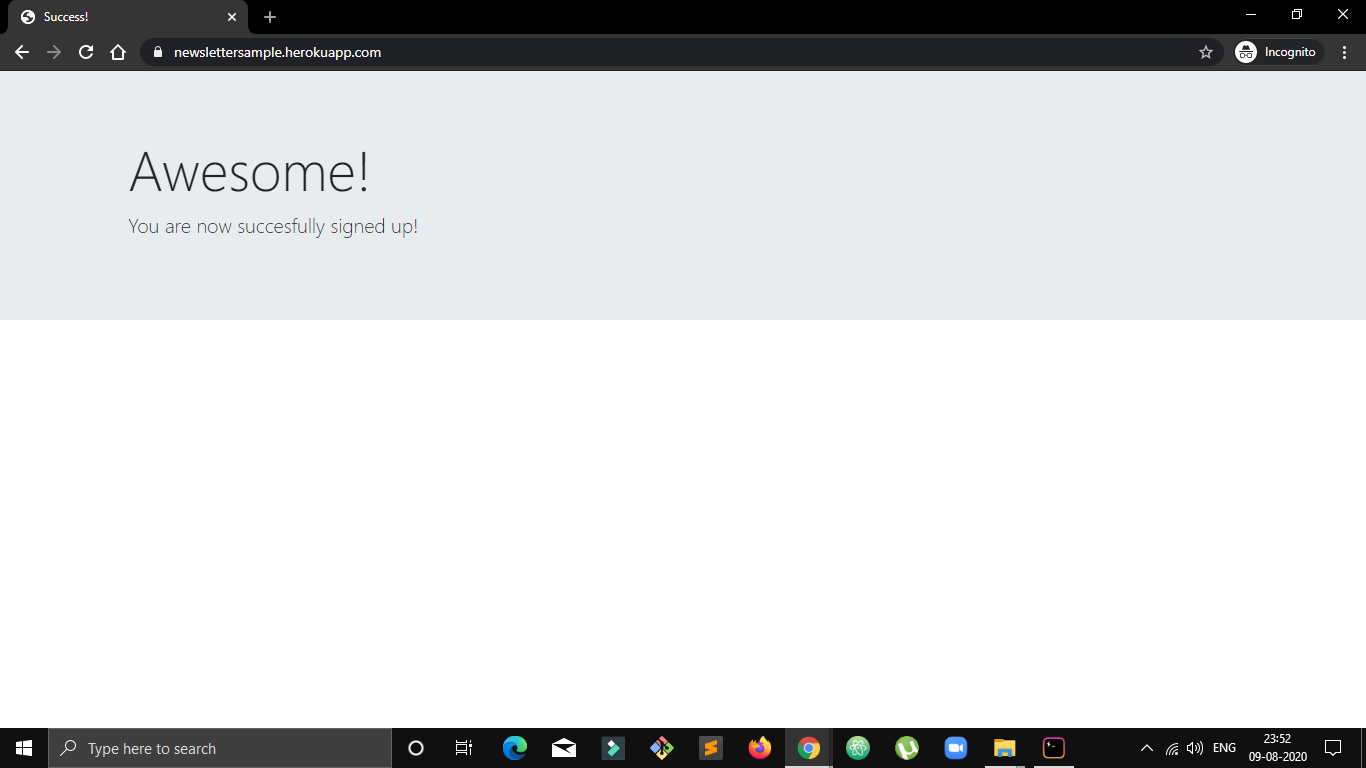 Success!
newslettersample.herokuapp.com
Incognito
Awesome!
You are now succesfully signed up!
Type here to search
ENG
23:52
09-08-2020